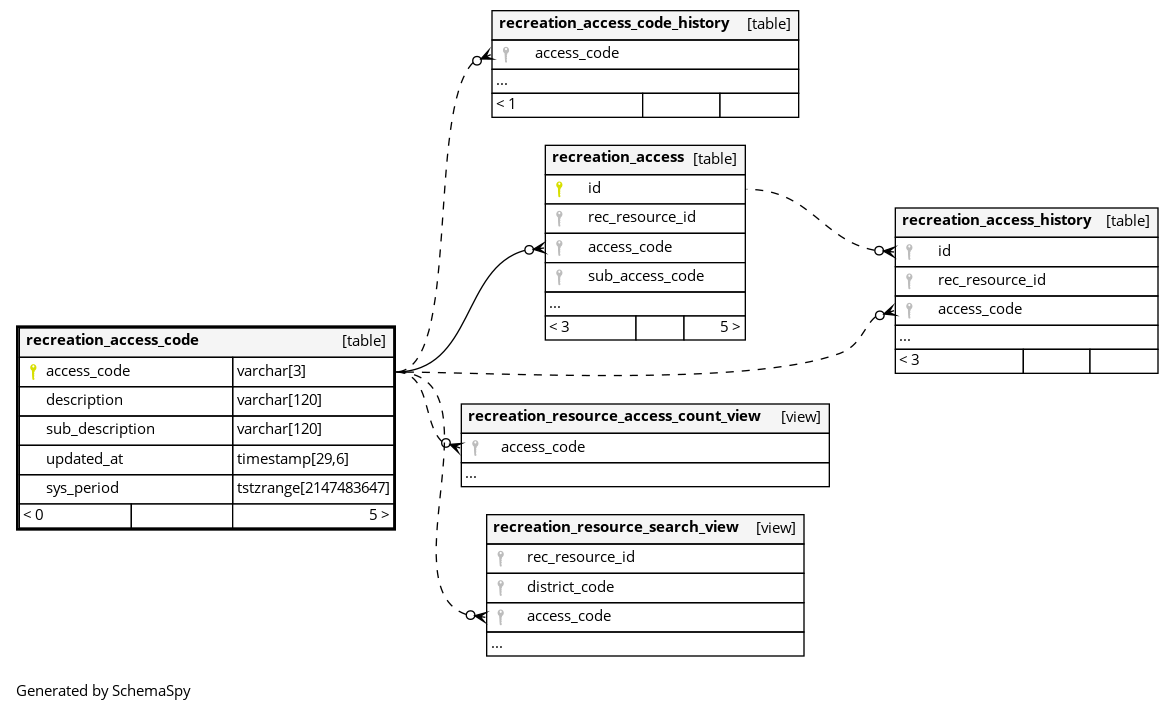 recreation_access_code_history [table]
access_code
...
< 1
recreation_access [table]
id
rec_resource_id
access_code
sub_access_code
...
< 3 5 >
recreation_access_history [table]
id
rec_resource_id
access_code
...
< 3
recreation_access_code [table]
access_code varchar[3]
description varchar[120]
sub_description varchar[120]
updated_at timestamp[29,6]
sys_period tstzrange[2147483647]
< 0 5 >
recreation_resource_access_count_view [view]
access_code
...
recreation_resource_search_view [view]
rec_resource_id
district_code
access_code
...
Generated by SchemaSpy